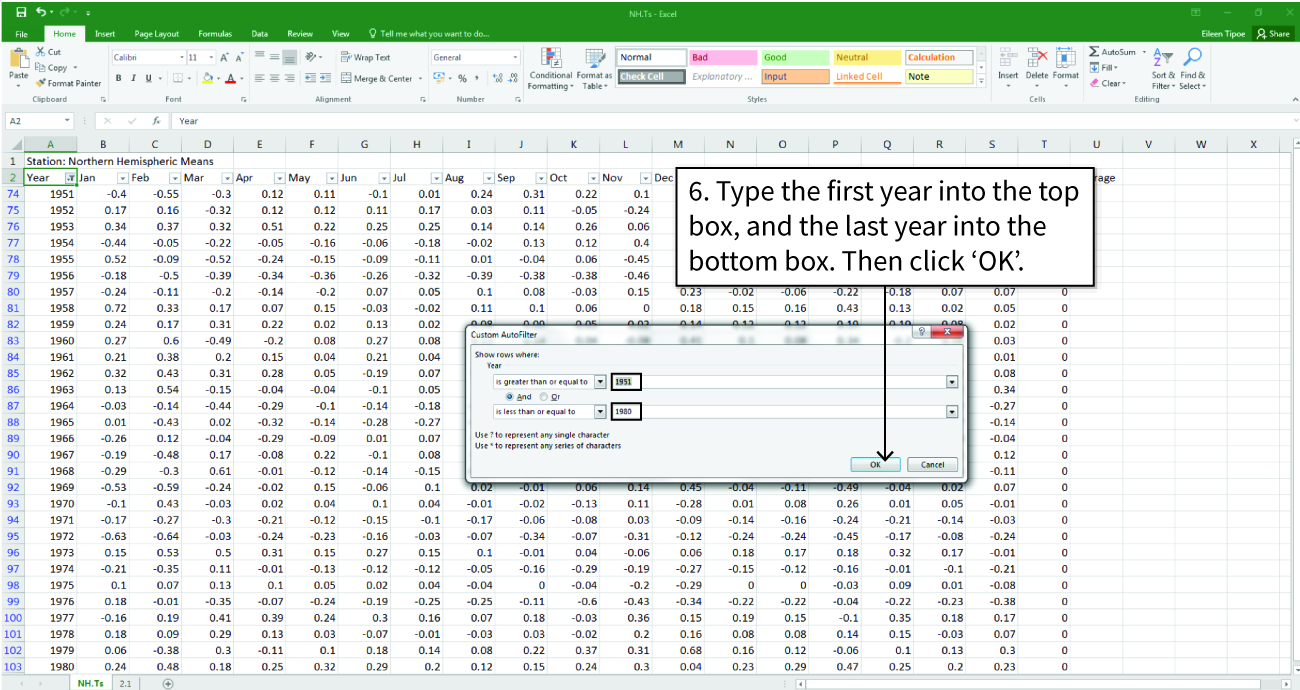 NH.Ts - Excel
File Home Insert Page Layout Formulas Data Review View Tell me what you want to do... Eileen Tipoe Share
Paste Cut Copy Format Painter Calibri 11 A A Wrap Text General Conditional Formatting Format as Table Normal Bad Good Neutral Calculation Insert Delete Format AutoSum Fill Clear Sort & Filter Find & Select
B I U A Merge & Center % , Check Cell Explanatory ... Input Linked Cell Note
Clipboard Font Alignment Number Styles Cells Editing
A2 fx Year
A B C D E F G H I J K L M N O P Q R S T U V W X
1 Station: Northern Hemispheric Means
2 Year Jan Feb Mar Apr May Jun Jul Aug Sep Oct Nov Dec
6. Type the first year into the top
box, and the last year into the
bottom box. Then click ‘OK’.
74 1951 -0.4 -0.55 -0.3 0.12 0.11 -0.1 0.01 0.24 0.31 0.22 0.1
75 1952 0.17 0.16 -0.32 0.12 0.12 0.11 0.17 0.03 0.11 -0.05 -0.24
76 1953 0.34 0.37 0.32 0.51 0.22 0.25 0.25 0.14 0.14 0.26 0.06
77 1954 -0.44 -0.05 -0.22 -0.05 -0.16 -0.06 -0.18 -0.02 0.13 0.12 0.4
78 1955 0.52 -0.09 -0.52 -0.24 -0.15 -0.09 -0.11 0.01 -0.04 0.06 -0.45
79 1956 -0.18 -0.5 -0.39 -0.34 -0.36 -0.26 -0.32 -0.39 -0.38 -0.38 -0.46
80 1957 -0.24 -0.11 -0.2 -0.14 -0.2 0.07 0.05 0.1 0.08 -0.03 0.15 0.23 -0.02 -0.06 -0.22 -0.18 0.07 0.07 0
81 1958 0.72 0.33 0.17 0.07 0.15 -0.03 -0.02 0.11 0.1 0.06 0 0.18 0.15 0.16 0.43 0.13 0.02 0.05 0
82 1959 0.24 0.17 0.31 0.22 0.02 0.13 0.02 0.02 0
83 1960 0.27 0.6 -0.49 -0.2 0.08 0.27 0.08 0.03 0
84 1961 0.21 0.38 0.2 0.15 0.04 0.21 0.04 0.01 0
85 1962 0.32 0.43 0.31 0.28 0.05 -0.19 0.07 0.08 0
86 1963 0.13 0.54 -0.15 -0.04 -0.04 -0.1 0.05 0.34 0
87 1964 -0.03 -0.14 -0.44 -0.29 -0.1 -0.14 -0.18 -0.27 0
88 1965 0.01 -0.43 0.02 -0.32 -0.14 -0.28 -0.27 -0.14 0
89 1966 -0.26 0.12 -0.04 -0.29 -0.09 0.01 0.07 -0.04 0
90 1967 -0.19 -0.48 0.17 -0.08 0.22 -0.1 0.08 0.12 0
91 1968 -0.29 -0.3 0.61 -0.01 -0.12 -0.14 -0.15 -0.11 0
Custom AutoFilter
Show rows where:
Year
is greater than or equal to 1951
And Or
is less than or equal to 1980
Use ? to represent any single character
Use * to represent any series of characters
OK Cancel
92 1969 -0.53 -0.59 -0.24 -0.02 0.15 -0.06 0.1 0.02 -0.01 0.06 0.14 0.45 -0.04 -0.11 -0.49 -0.04 0.02 0.07 0
93 1970 -0.1 0.43 -0.03 0.02 0.04 0.1 0.04 -0.01 -0.02 -0.13 0.11 -0.28 0.01 0.08 0.26 0.01 0.05 -0.01 0
94 1971 -0.17 -0.27 -0.3 -0.21 -0.12 -0.15 -0.1 -0.17 -0.06 -0.08 0.03 -0.09 -0.14 -0.16 -0.24 -0.21 -0.14 -0.03 0
95 1972 -0.63 -0.64 -0.03 -0.24 -0.23 -0.16 -0.03 -0.07 -0.34 -0.07 -0.31 -0.12 -0.24 -0.24 -0.45 -0.17 -0.08 -0.24 0
96 1973 0.15 0.53 0.5 0.31 0.15 0.27 0.15 0.1 -0.01 0.04 -0.06 0.06 0.18 0.17 0.18 0.32 0.17 -0.01 0
97 1974 -0.21 -0.35 0.11 -0.01 -0.13 -0.12 -0.12 -0.05 -0.16 -0.29 -0.19 -0.27 -0.15 -0.12 -0.16 -0.01 -0.1 -0.21 0
98 1975 0.1 0.07 0.13 0.1 0.05 0.02 0.04 -0.04 0 -0.04 -0.2 -0.29 0 0 -0.03 0.09 0.01 -0.08 0
99 1976 0.18 -0.01 -0.35 -0.07 -0.24 -0.19 -0.25 -0.25 -0.11 -0.6 -0.43 -0.34 -0.22 -0.22 -0.04 -0.22 -0.23 -0.38 0
100 1977 -0.16 0.19 0.41 0.39 0.24 0.3 0.16 0.07 0.18 -0.03 0.36 0.15 0.19 0.15 -0.1 0.35 0.18 0.17 0
101 1978 0.18 0.09 0.29 0.13 0.03 -0.07 -0.01 -0.03 0.03 -0.02 0.2 0.16 0.08 0.08 0.14 0.15 -0.03 0.07 0
102 1979 0.06 -0.38 0.3 -0.11 0.1 0.18 0.14 0.08 0.22 0.37 0.31 0.68 0.16 0.12 -0.06 0.1 0.13 0.3 0
103 1980 0.24 0.48 0.18 0.25 0.32 0.29 0.2 0.12 0.15 0.24 0.3 0.04 0.23 0.29 0.47 0.25 0.2 0.23 0
NH.Ts 2.1